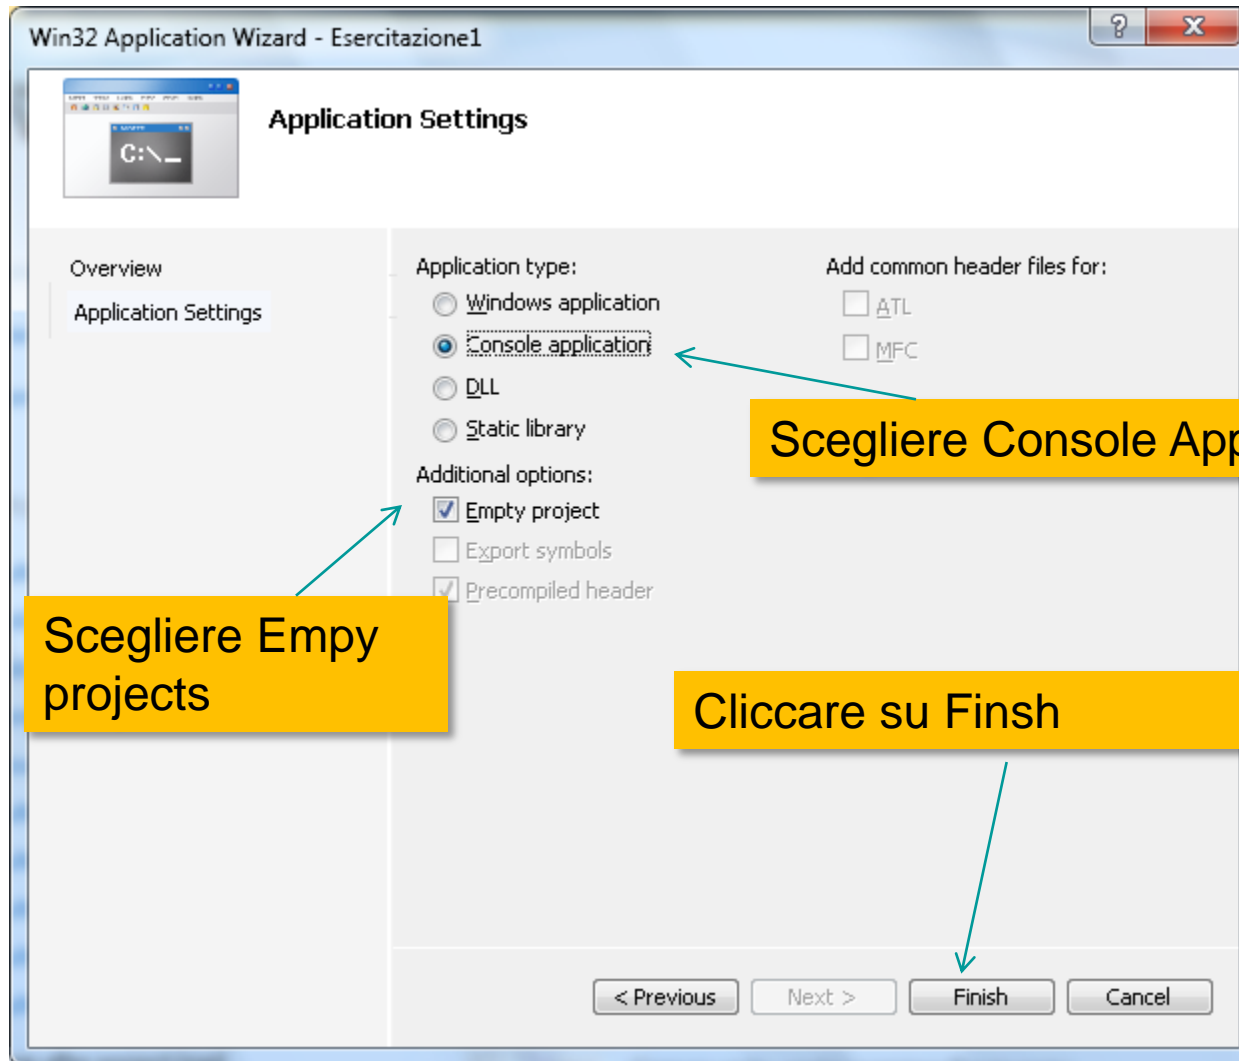 Win32 Application Wizard - Esercitazione1
C:\_
Application Settings
Overview
Application Settings
Application type:
Windows application
Console application
DLL
Static library
Add common header files for:
ATL
MFC
Scegliere Console App
Additional options:
Empty project
Export symbols
Precompiled header
Scegliere Empy
projects
Cliccare su Finsh
< Previous
Next >
Finish
Cancel